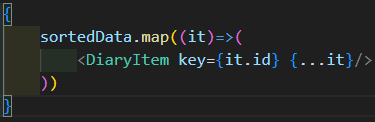 {
sortedData.map((it)=>(
<DiaryItem key={it.id} {...it}/>
))
}